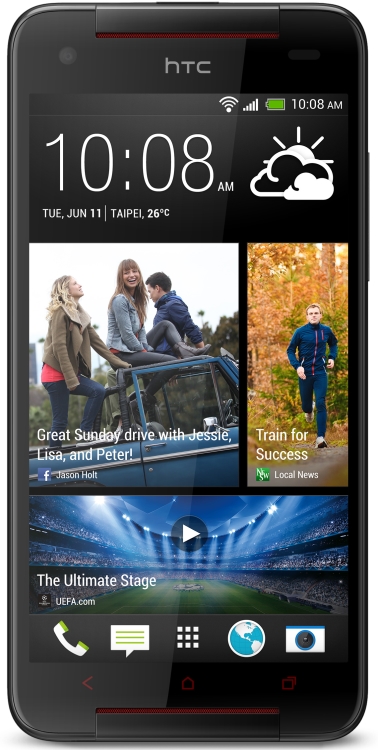 hTC
10:08 AM
10:08 AM
TUE, JUN 11 | TAIPEI, 26°C
Great Sunday drive with Jessie,
Lisa, and Peter!
f Jason Holt
Train for
Success
Local News
The Ultimate Stage
UEFA.com